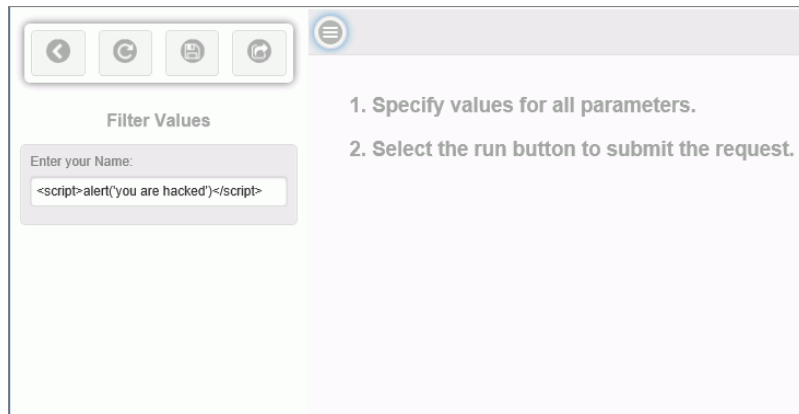 Filter Values
Enter your Name:
<script>alert('you are hacked')</script>
1. Specify values for all parameters.
2. Select the run button to submit the request.